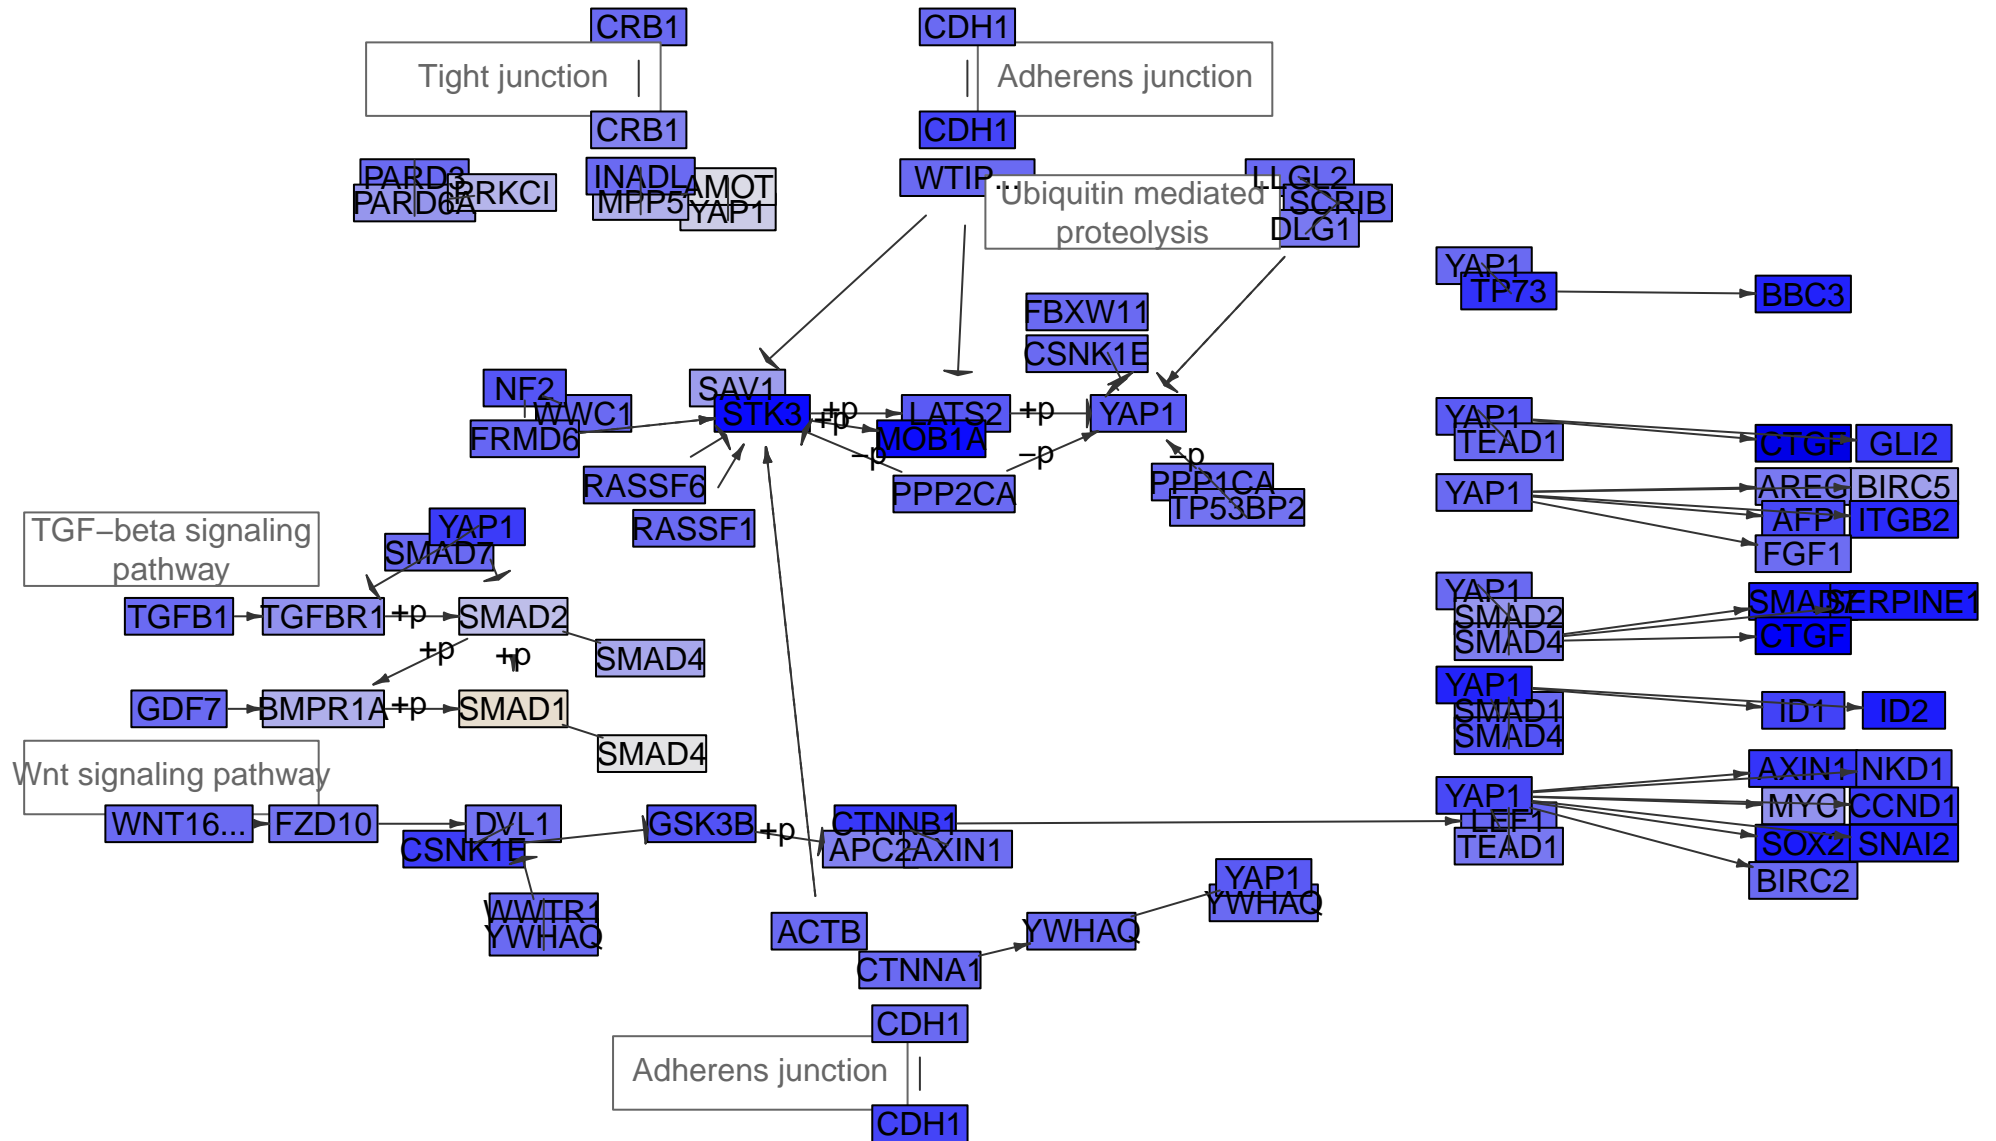 CRB1
CDH1
Tight junction
Adherens junction
CRB1
CDH1
PARD3
PRKCI
PARD6A
INADL
AMOT
MPP5
YAP1
WTIP...
LLGL2
SCRIB
DLG1
Ubiquitin mediated
proteolysis
YAP1
TP73
BBC3
FBXW11
CSNK1E
NF2
WWC1
FRMD6
SAV1
STK3
+p
+p
LATS2
MOB1A
+p
YAP1
−p
−p
−p
RASSF6
RASSF1
PPP2CA
PPP1CA
TP53BP2
YAP1
TEAD1
CTGF
GLI2
YAP1
AREG
BIRC5
AFP
ITGB2
FGF1
TGF−beta signaling
pathway
YAP1
SMAD7
TGFB1
TGFBR1
+p
SMAD2
SMAD4
+p
+p
GDF7
BMPR1A
+p
SMAD1
SMAD4
YAP1
SMAD2
SMAD4
SMAD7
SERPINE1
CTGF
YAP1
SMAD1
SMAD4
ID1
ID2
Wnt signaling pathway
WNT16...
FZD10
DVL1
CSNK1E
GSK3B
+p
CTNNB1
APC2
AXIN1
YAP1
LEF1
TEAD1
AXIN1
NKD1
MYC
CCND1
SOX2
SNAI2
BIRC2
WWTR1
YWHAQ
ACTB
CTNNA1
YWHAQ
YAP1
YWHAQ
CDH1
Adherens junction
CDH1